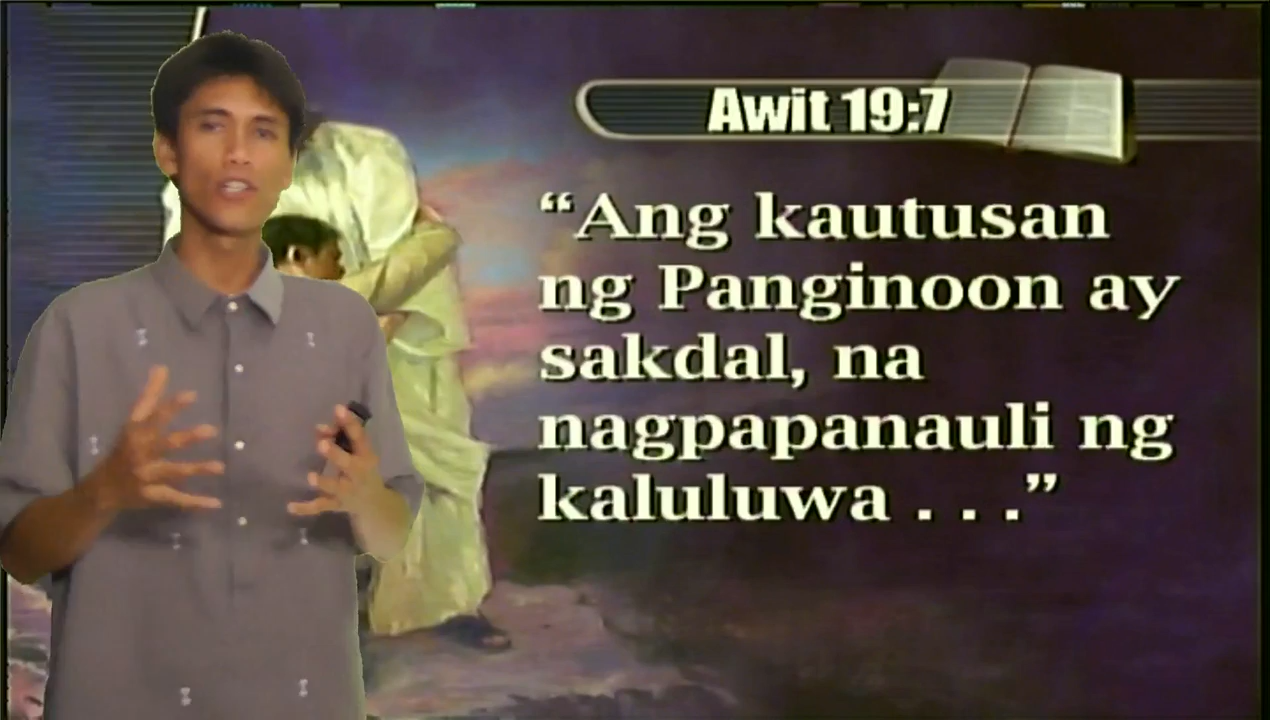 Awit 19:7
“Ang kautusan
ng Panginoon ay
sakdal, na
nagpapanauli ng
kaluluwa . . .”